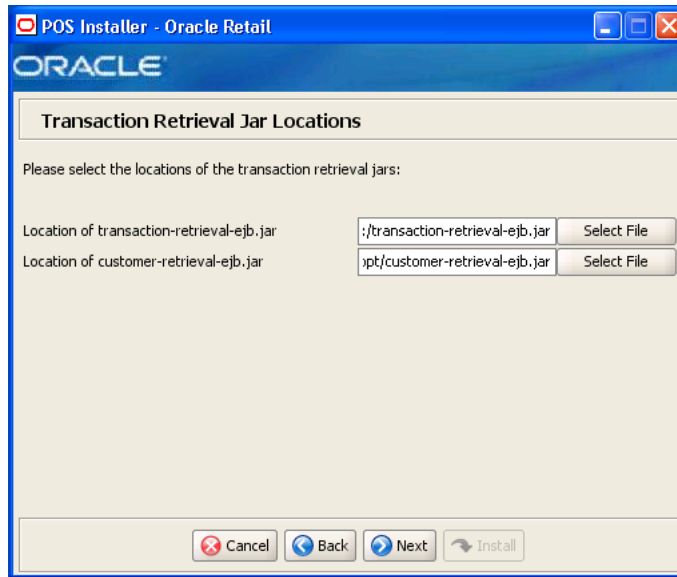 POS Installer - Oracle Retail
ORACLE
Transaction Retrieval Jar Locations
Please select the locations of the transaction retrieval jars:
Location of transaction-retrieval-ejb.jar :/transaction-retrieval-ejb.jar Select File
Location of customer-retrieval-ejb.jar opt/customer-retrieval-ejb.jar Select File
Cancel Back Next Install